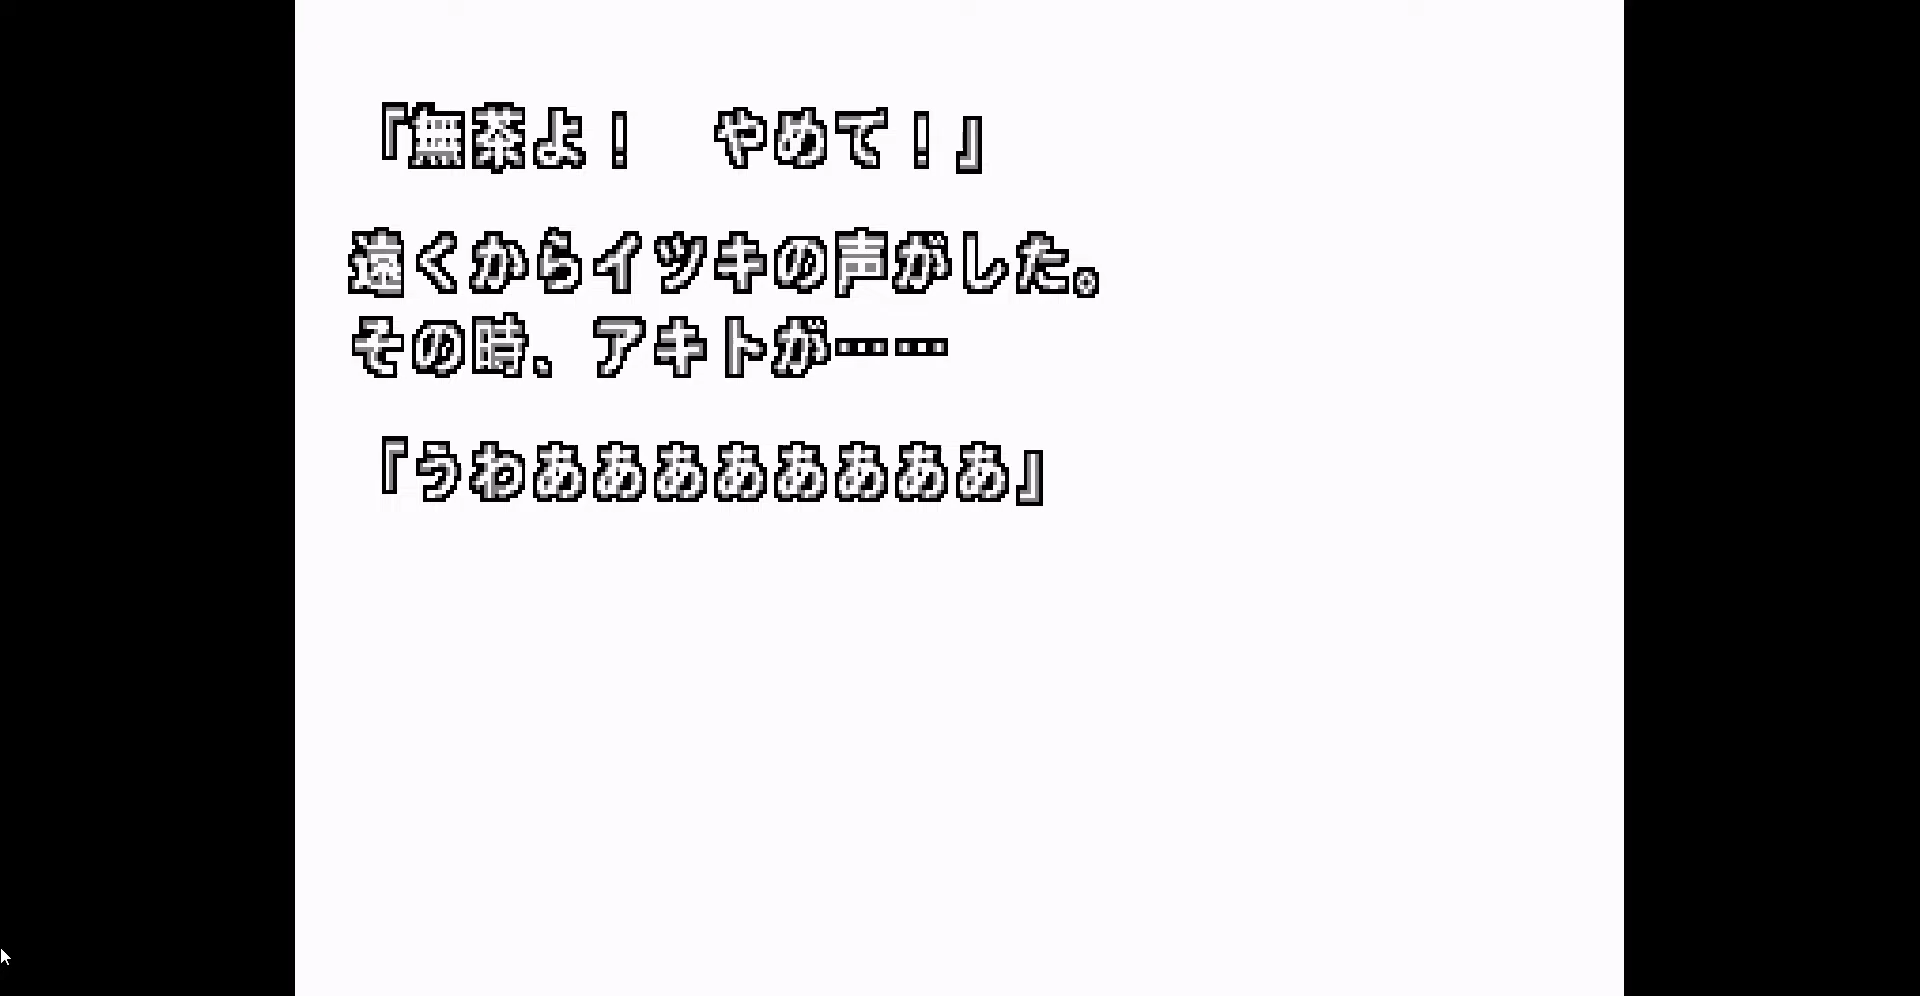 『無茶よ！　やめて！』
遠くからイツキの声がした。
その時、アキトが……
『うわああああああああ』